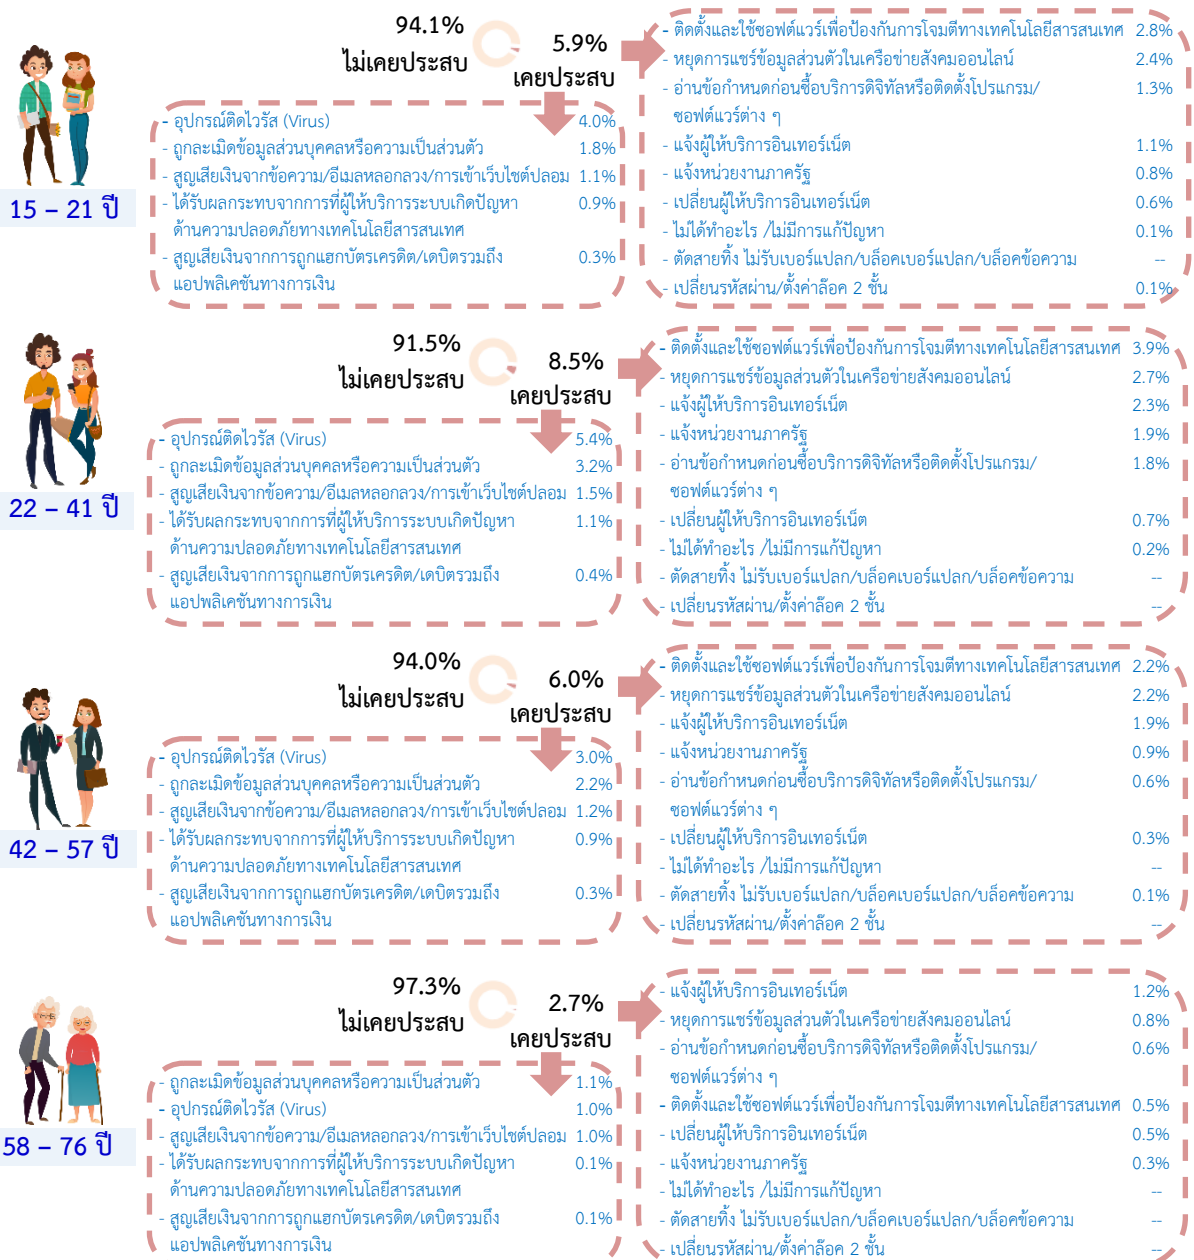 94.1%
ไม่เคยประสบ
5.9%
เคยประสบ
- ติดตั้งและใช้ซอฟต์แวร์เพื่อป้องกันการโจมตีทางเทคโนโลยีสารสนเทศ 2.8%
- หยุดการแชร์ข้อมูลส่วนตัวในเครือข่ายสังคมออนไลน์ 2.4%
- อ่านข้อกำหนดก่อนซื้อบริการดิจิทัลหรือติดตั้งโปรแกรม/ 1.3%
ซอฟต์แวร์ต่าง ๆ
- แจ้งผู้ให้บริการอินเทอร์เน็ต 1.1%
- แจ้งหน่วยงานภาครัฐ 0.8%
- เปลี่ยนผู้ให้บริการอินเทอร์เน็ต 0.6%
- ไม่ได้ทำอะไร /ไม่มีการแก้ปัญหา 0.1%
- ตัดสายทิ้ง ไม่รับเบอร์แปลก/บล็อคเบอร์แปลก/บล็อคข้อความ --
- เปลี่ยนรหัสผ่าน/ตั้งค่าล๊อค 2 ชั้น 0.1%
- อุปกรณ์ติดไวรัส (Virus) 4.0%
- ถูกละเมิดข้อมูลส่วนบุคคลหรือความเป็นส่วนตัว 1.8%
- สูญเสียเงินจากข้อความ/อีเมลหลอกลวง/การเข้าเว็บไซต์ปลอม 1.1%
- ได้รับผลกระทบจากการที่ผู้ให้บริการระบบเกิดปัญหา 0.9%
ด้านความปลอดภัยทางเทคโนโลยีสารสนเทศ
- สูญเสียเงินจากการถูกแฮกบัตรเครดิต/เดบิตรวมถึง 0.3%
แอปพลิเคชันทางการเงิน
15 – 21 ปี
91.5%
ไม่เคยประสบ
8.5%
เคยประสบ
- ติดตั้งและใช้ซอฟต์แวร์เพื่อป้องกันการโจมตีทางเทคโนโลยีสารสนเทศ 3.9%
- หยุดการแชร์ข้อมูลส่วนตัวในเครือข่ายสังคมออนไลน์ 2.7%
- แจ้งผู้ให้บริการอินเทอร์เน็ต 2.3%
- แจ้งหน่วยงานภาครัฐ 1.9%
- อ่านข้อกำหนดก่อนซื้อบริการดิจิทัลหรือติดตั้งโปรแกรม/ 1.8%
ซอฟต์แวร์ต่าง ๆ
- เปลี่ยนผู้ให้บริการอินเทอร์เน็ต 0.7%
- ไม่ได้ทำอะไร /ไม่มีการแก้ปัญหา 0.2%
- ตัดสายทิ้ง ไม่รับเบอร์แปลก/บล็อคเบอร์แปลก/บล็อคข้อความ --
- เปลี่ยนรหัสผ่าน/ตั้งค่าล๊อค 2 ชั้น --
- อุปกรณ์ติดไวรัส (Virus) 5.4%
- ถูกละเมิดข้อมูลส่วนบุคคลหรือความเป็นส่วนตัว 3.2%
- สูญเสียเงินจากข้อความ/อีเมลหลอกลวง/การเข้าเว็บไซต์ปลอม 1.5%
- ได้รับผลกระทบจากการที่ผู้ให้บริการระบบเกิดปัญหา 1.1%
ด้านความปลอดภัยทางเทคโนโลยีสารสนเทศ
- สูญเสียเงินจากการถูกแฮกบัตรเครดิต/เดบิตรวมถึง 0.4%
แอปพลิเคชันทางการเงิน
22 – 41 ปี
94.0%
ไม่เคยประสบ
6.0%
เคยประสบ
- ติดตั้งและใช้ซอฟต์แวร์เพื่อป้องกันการโจมตีทางเทคโนโลยีสารสนเทศ 2.2%
- หยุดการแชร์ข้อมูลส่วนตัวในเครือข่ายสังคมออนไลน์ 2.2%
- แจ้งผู้ให้บริการอินเทอร์เน็ต 1.9%
- แจ้งหน่วยงานภาครัฐ 0.9%
- อ่านข้อกำหนดก่อนซื้อบริการดิจิทัลหรือติดตั้งโปรแกรม/ 0.6%
ซอฟต์แวร์ต่าง ๆ
- เปลี่ยนผู้ให้บริการอินเทอร์เน็ต 0.3%
- ไม่ได้ทำอะไร /ไม่มีการแก้ปัญหา --
- ตัดสายทิ้ง ไม่รับเบอร์แปลก/บล็อคเบอร์แปลก/บล็อคข้อความ 0.1%
- เปลี่ยนรหัสผ่าน/ตั้งค่าล๊อค 2 ชั้น --
- อุปกรณ์ติดไวรัส (Virus) 3.0%
- ถูกละเมิดข้อมูลส่วนบุคคลหรือความเป็นส่วนตัว 2.2%
- สูญเสียเงินจากข้อความ/อีเมลหลอกลวง/การเข้าเว็บไซต์ปลอม 1.2%
- ได้รับผลกระทบจากการที่ผู้ให้บริการระบบเกิดปัญหา 0.9%
ด้านความปลอดภัยทางเทคโนโลยีสารสนเทศ
- สูญเสียเงินจากการถูกแฮกบัตรเครดิต/เดบิตรวมถึง 0.3%
แอปพลิเคชันทางการเงิน
42 – 57 ปี
97.3%
ไม่เคยประสบ
2.7%
เคยประสบ
- แจ้งผู้ให้บริการอินเทอร์เน็ต 1.2%
- หยุดการแชร์ข้อมูลส่วนตัวในเครือข่ายสังคมออนไลน์ 0.8%
- อ่านข้อกำหนดก่อนซื้อบริการดิจิทัลหรือติดตั้งโปรแกรม/ 0.6%
ซอฟต์แวร์ต่าง ๆ
- ติดตั้งและใช้ซอฟต์แวร์เพื่อป้องกันการโจมตีทางเทคโนโลยีสารสนเทศ 0.5%
- เปลี่ยนผู้ให้บริการอินเทอร์เน็ต 0.5%
- แจ้งหน่วยงานภาครัฐ 0.3%
- ไม่ได้ทำอะไร /ไม่มีการแก้ปัญหา --
- ตัดสายทิ้ง ไม่รับเบอร์แปลก/บล็อคเบอร์แปลก/บล็อคข้อความ --
- เปลี่ยนรหัสผ่าน/ตั้งค่าล๊อค 2 ชั้น --
- ถูกละเมิดข้อมูลส่วนบุคคลหรือความเป็นส่วนตัว 1.1%
- อุปกรณ์ติดไวรัส (Virus) 1.0%
- สูญเสียเงินจากข้อความ/อีเมลหลอกลวง/การเข้าเว็บไซต์ปลอม 1.0%
- ได้รับผลกระทบจากการที่ผู้ให้บริการระบบเกิดปัญหา 0.1%
ด้านความปลอดภัยทางเทคโนโลยีสารสนเทศ
- สูญเสียเงินจากการถูกแฮกบัตรเครดิต/เดบิตรวมถึง 0.1%
แอปพลิเคชันทางการเงิน
58 – 76 ปี